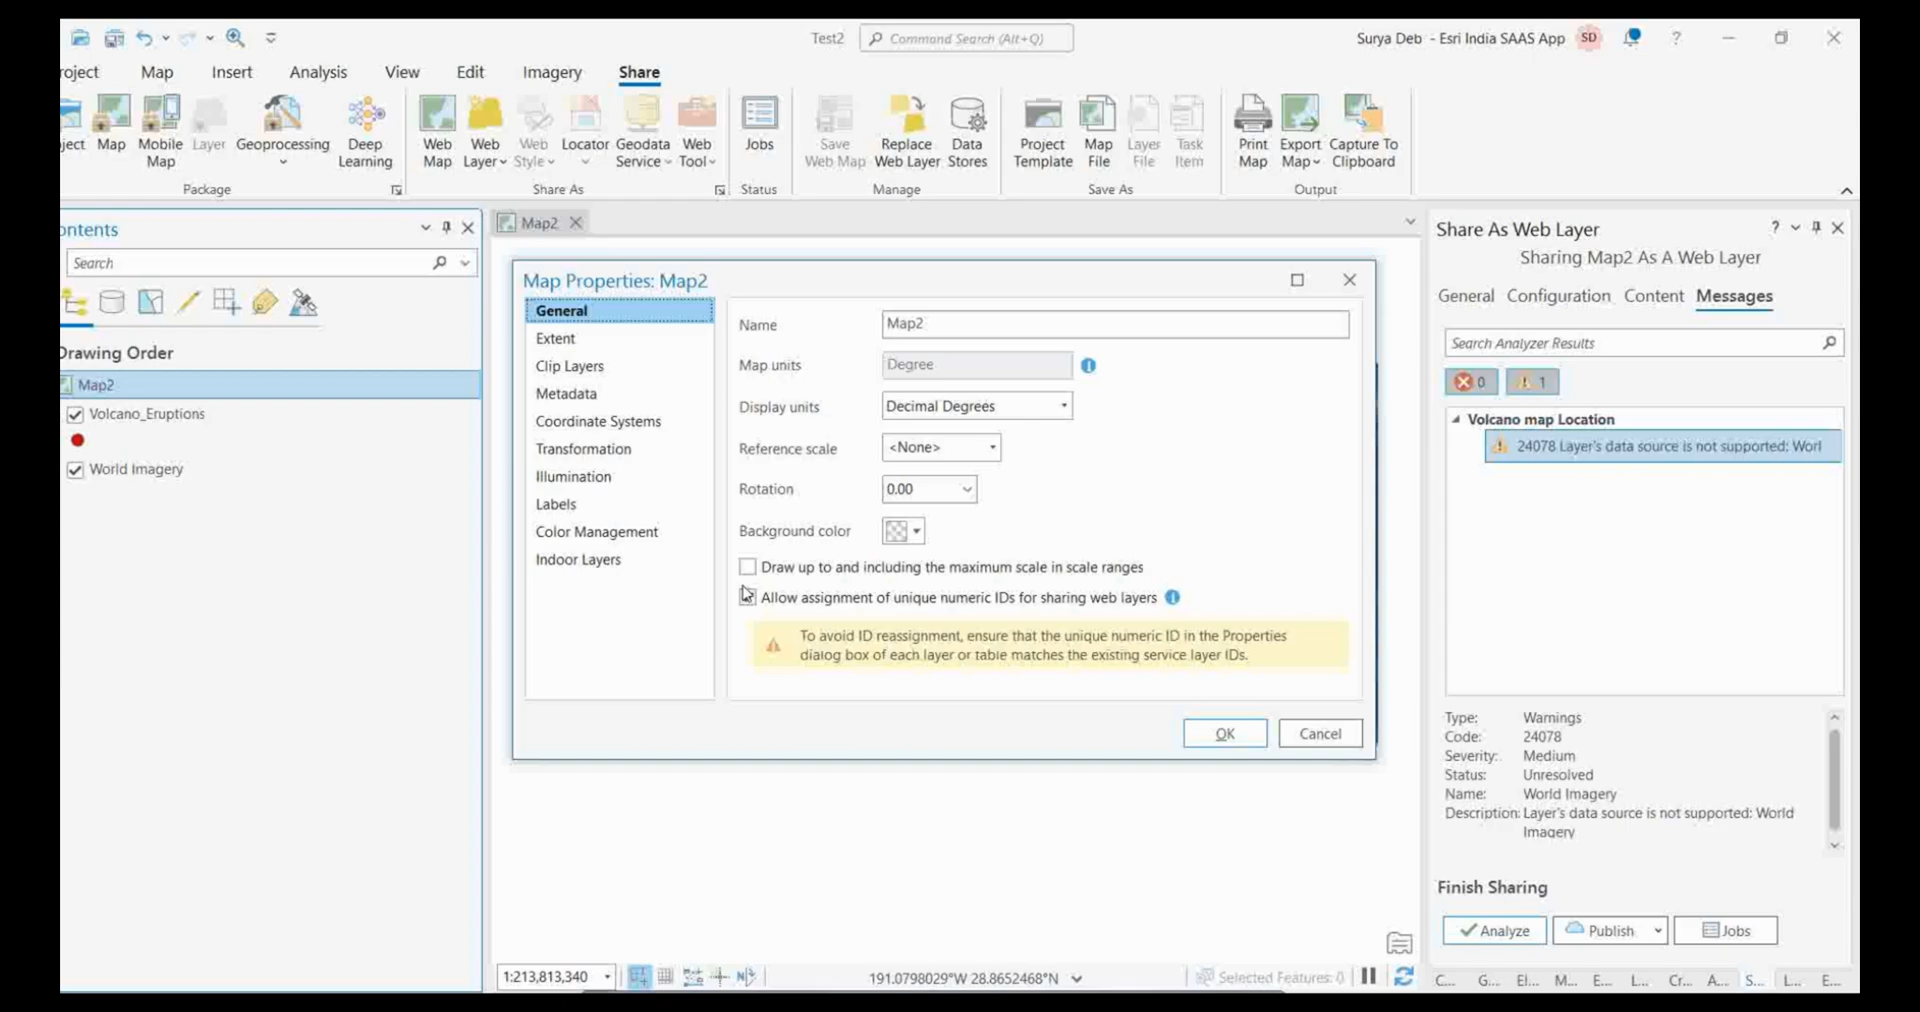 Test2
Command Search (Alt+Q)
Surya Deb - Esri India SAAS App
SD
?
roject
Map
Insert
Analysis
View
Edit
Imagery
Share
ject
Map
Mobile
Map
Layer
Geoprocessing
Deep
Learning
Package
Web
Map
Web
Layer
Web
Style
Locator
Geodata
Service
Web
Tool
Share As
Jobs
Status
Save
Web Map
Replace
Web Layer
Data
Stores
Manage
Project
Template
Map
File
Layer
File
Task
Item
Save As
Print
Map
Export
Map
Capture To
Clipboard
Output
ontents
Search
Drawing Order
Map2
Volcano_Eruptions
World Imagery
Map2
Map Properties: Map2
General
Extent
Clip Layers
Metadata
Coordinate Systems
Transformation
Illumination
Labels
Color Management
Indoor Layers
Name
Map2
Map units
Degree
Display units
Decimal Degrees
Reference scale
<None>
Rotation
0.00
Background color
Draw up to and including the maximum scale in scale ranges
Allow assignment of unique numeric IDs for sharing web layers
To avoid ID reassignment, ensure that the unique numeric ID in the Properties
dialog box of each layer or table matches the existing service layer IDs.
OK
Cancel
1:213,813,340
191.0798029°W 28.8652468°N
Selected Features: 0
Share As Web Layer
?
Sharing Map2 As A Web Layer
General
Configuration
Content
Messages
Search Analyzer Results
0
1
Volcano map Location
24078 Layer's data source is not supported: Worl
Type: Warnings
Code: 24078
Severity: Medium
Status: Unresolved
Name: World Imagery
Description: Layer's data source is not supported: World
Imagery
Finish Sharing
Analyze
Publish
Jobs
C... G... El... M... E... L... Cr... A... S... L... E...